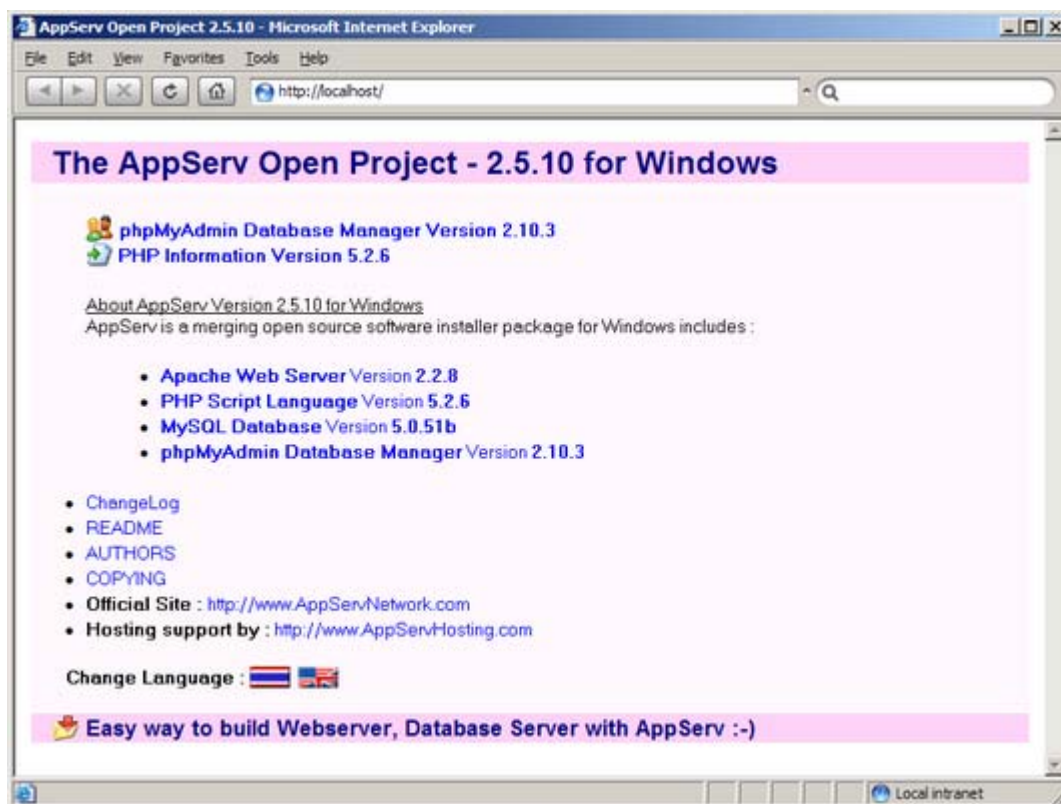 AppServ Open Project 2.5.10 - Microsoft Internet Explorer
File Edit View Favorites Tools Help
http://localhost/
The AppServ Open Project - 2.5.10 for Windows
phpMyAdmin Database Manager Version 2.10.3
PHP Information Version 5.2.6
About AppServ Version 2.5.10 for Windows
AppServ is a merging open source software installer package for Windows includes :
• Apache Web Server Version 2.2.8
• PHP Script Language Version 5.2.6
• MySQL Database Version 5.0.51b
• phpMyAdmin Database Manager Version 2.10.3
• ChangeLog
• README
• AUTHORS
• COPYING
• Official Site : http://www.AppServNetwork.com
• Hosting support by : http://www.AppServHosting.com
Change Language :
Easy way to build Webserver, Database Server with AppServ :-)
Local intranet